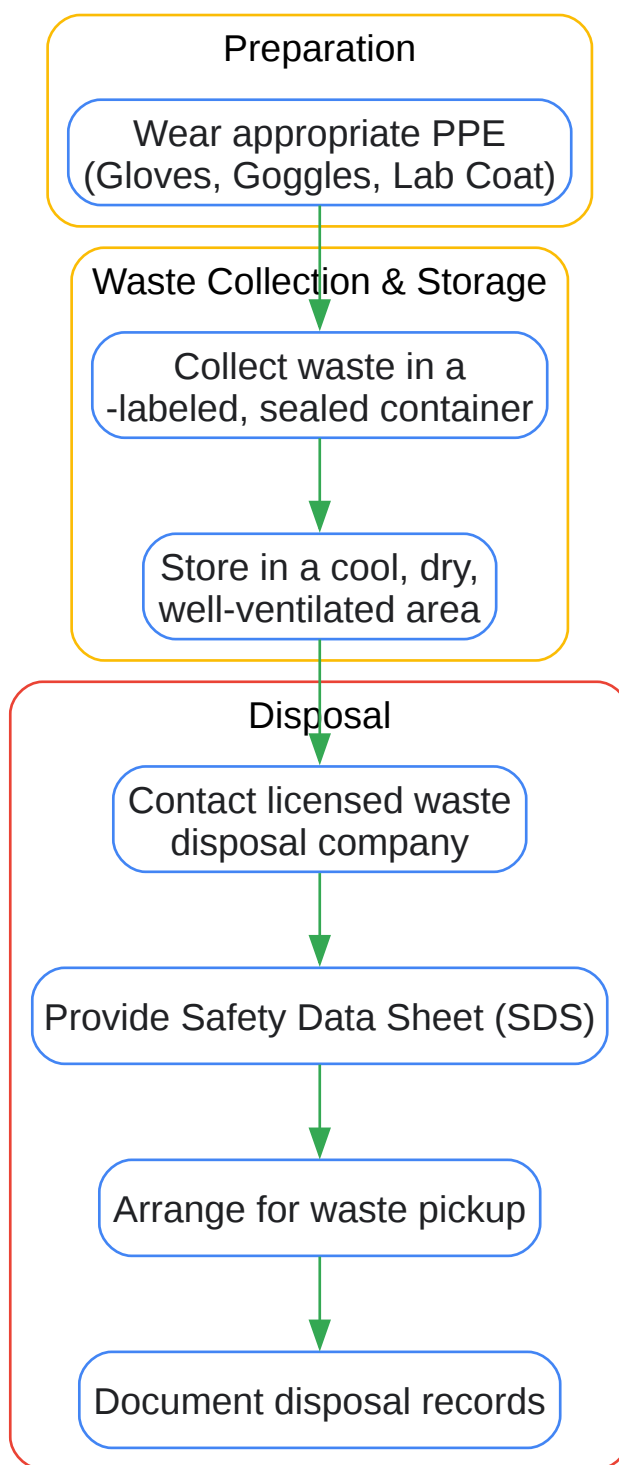 Preparation
Wear appropriate PPE
(Gloves, Goggles, Lab Coat)
Waste Collection & Storage
Collect waste in a
-labeled, sealed container
Store in a cool, dry,
well-ventilated area
Disposal
Contact licensed waste
disposal company
Provide Safety Data Sheet (SDS)
Arrange for waste pickup
Document disposal records